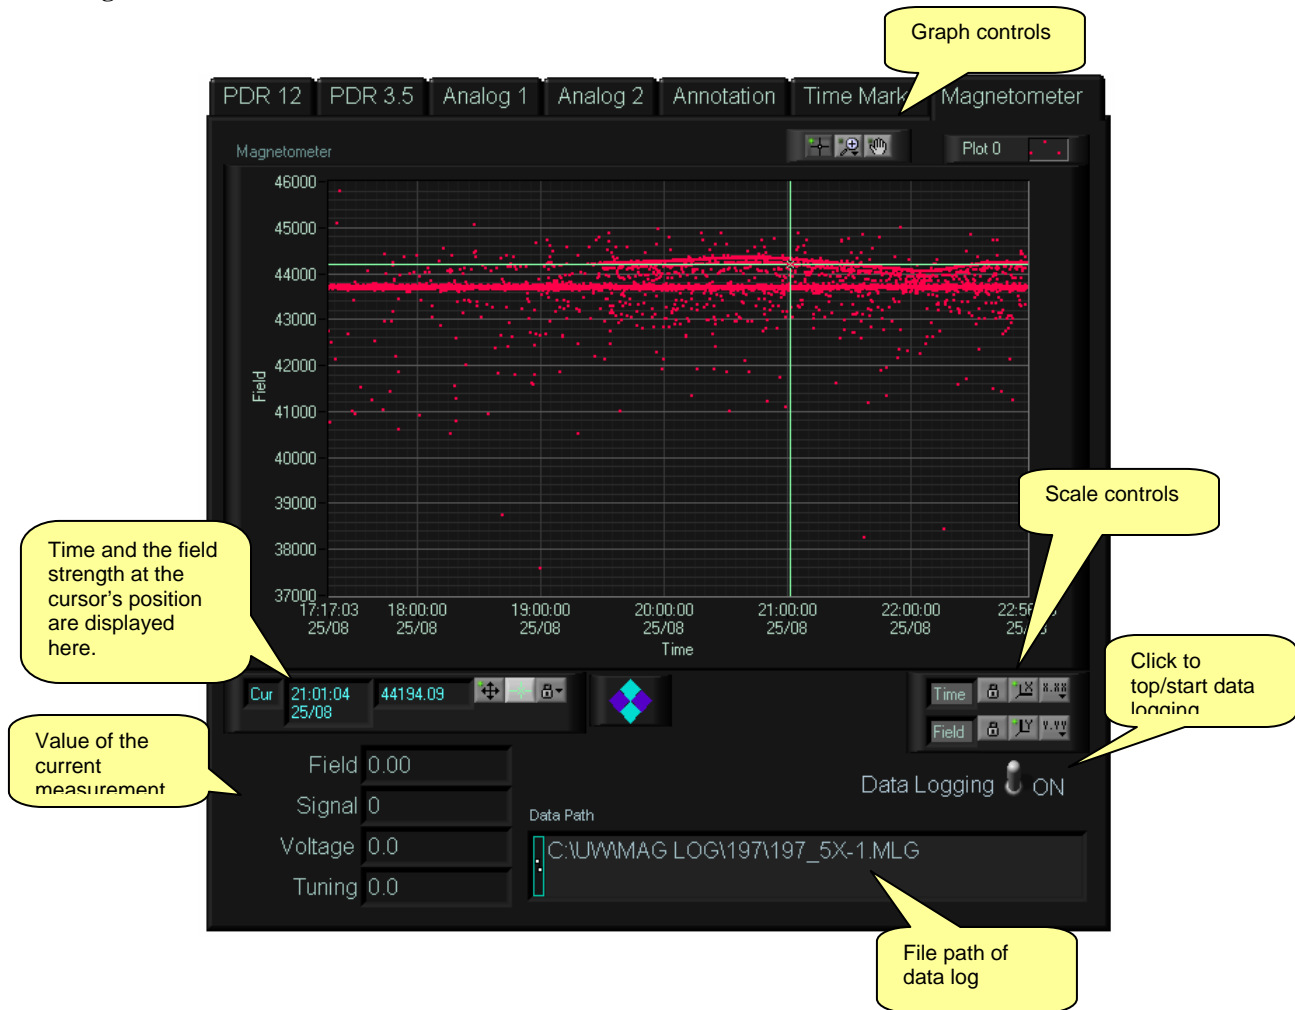 Graph controls
PDR 12 PDR 3.5 Analog 1 Analog 2 Annotation Time Mark Magnetometer
Magnetometer
Plot 0
46000
45000
44000
43000
42000
41000
40000
39000
38000
37000
Field
17:17:03 18:00:00 19:00:00 20:00:00 21:00:00 22:00:00
25/08 25/08 25/08 25/08 25/08 25/08
Time
Scale controls
Time and the field
strength at the
cursor's position
are displayed
here.
Cur 21:01:04 44194.09
25/08
Time X.XX
Field Y.YY
Click to
top/start data
logging
Value of the
current
measurement
Field 0.00
Signal 0
Voltage 0.0
Tuning 0.0
Data Logging ON
Data Path
C:\UW\MAG LOG\197\197_5X-1.MLG
File path of
data log